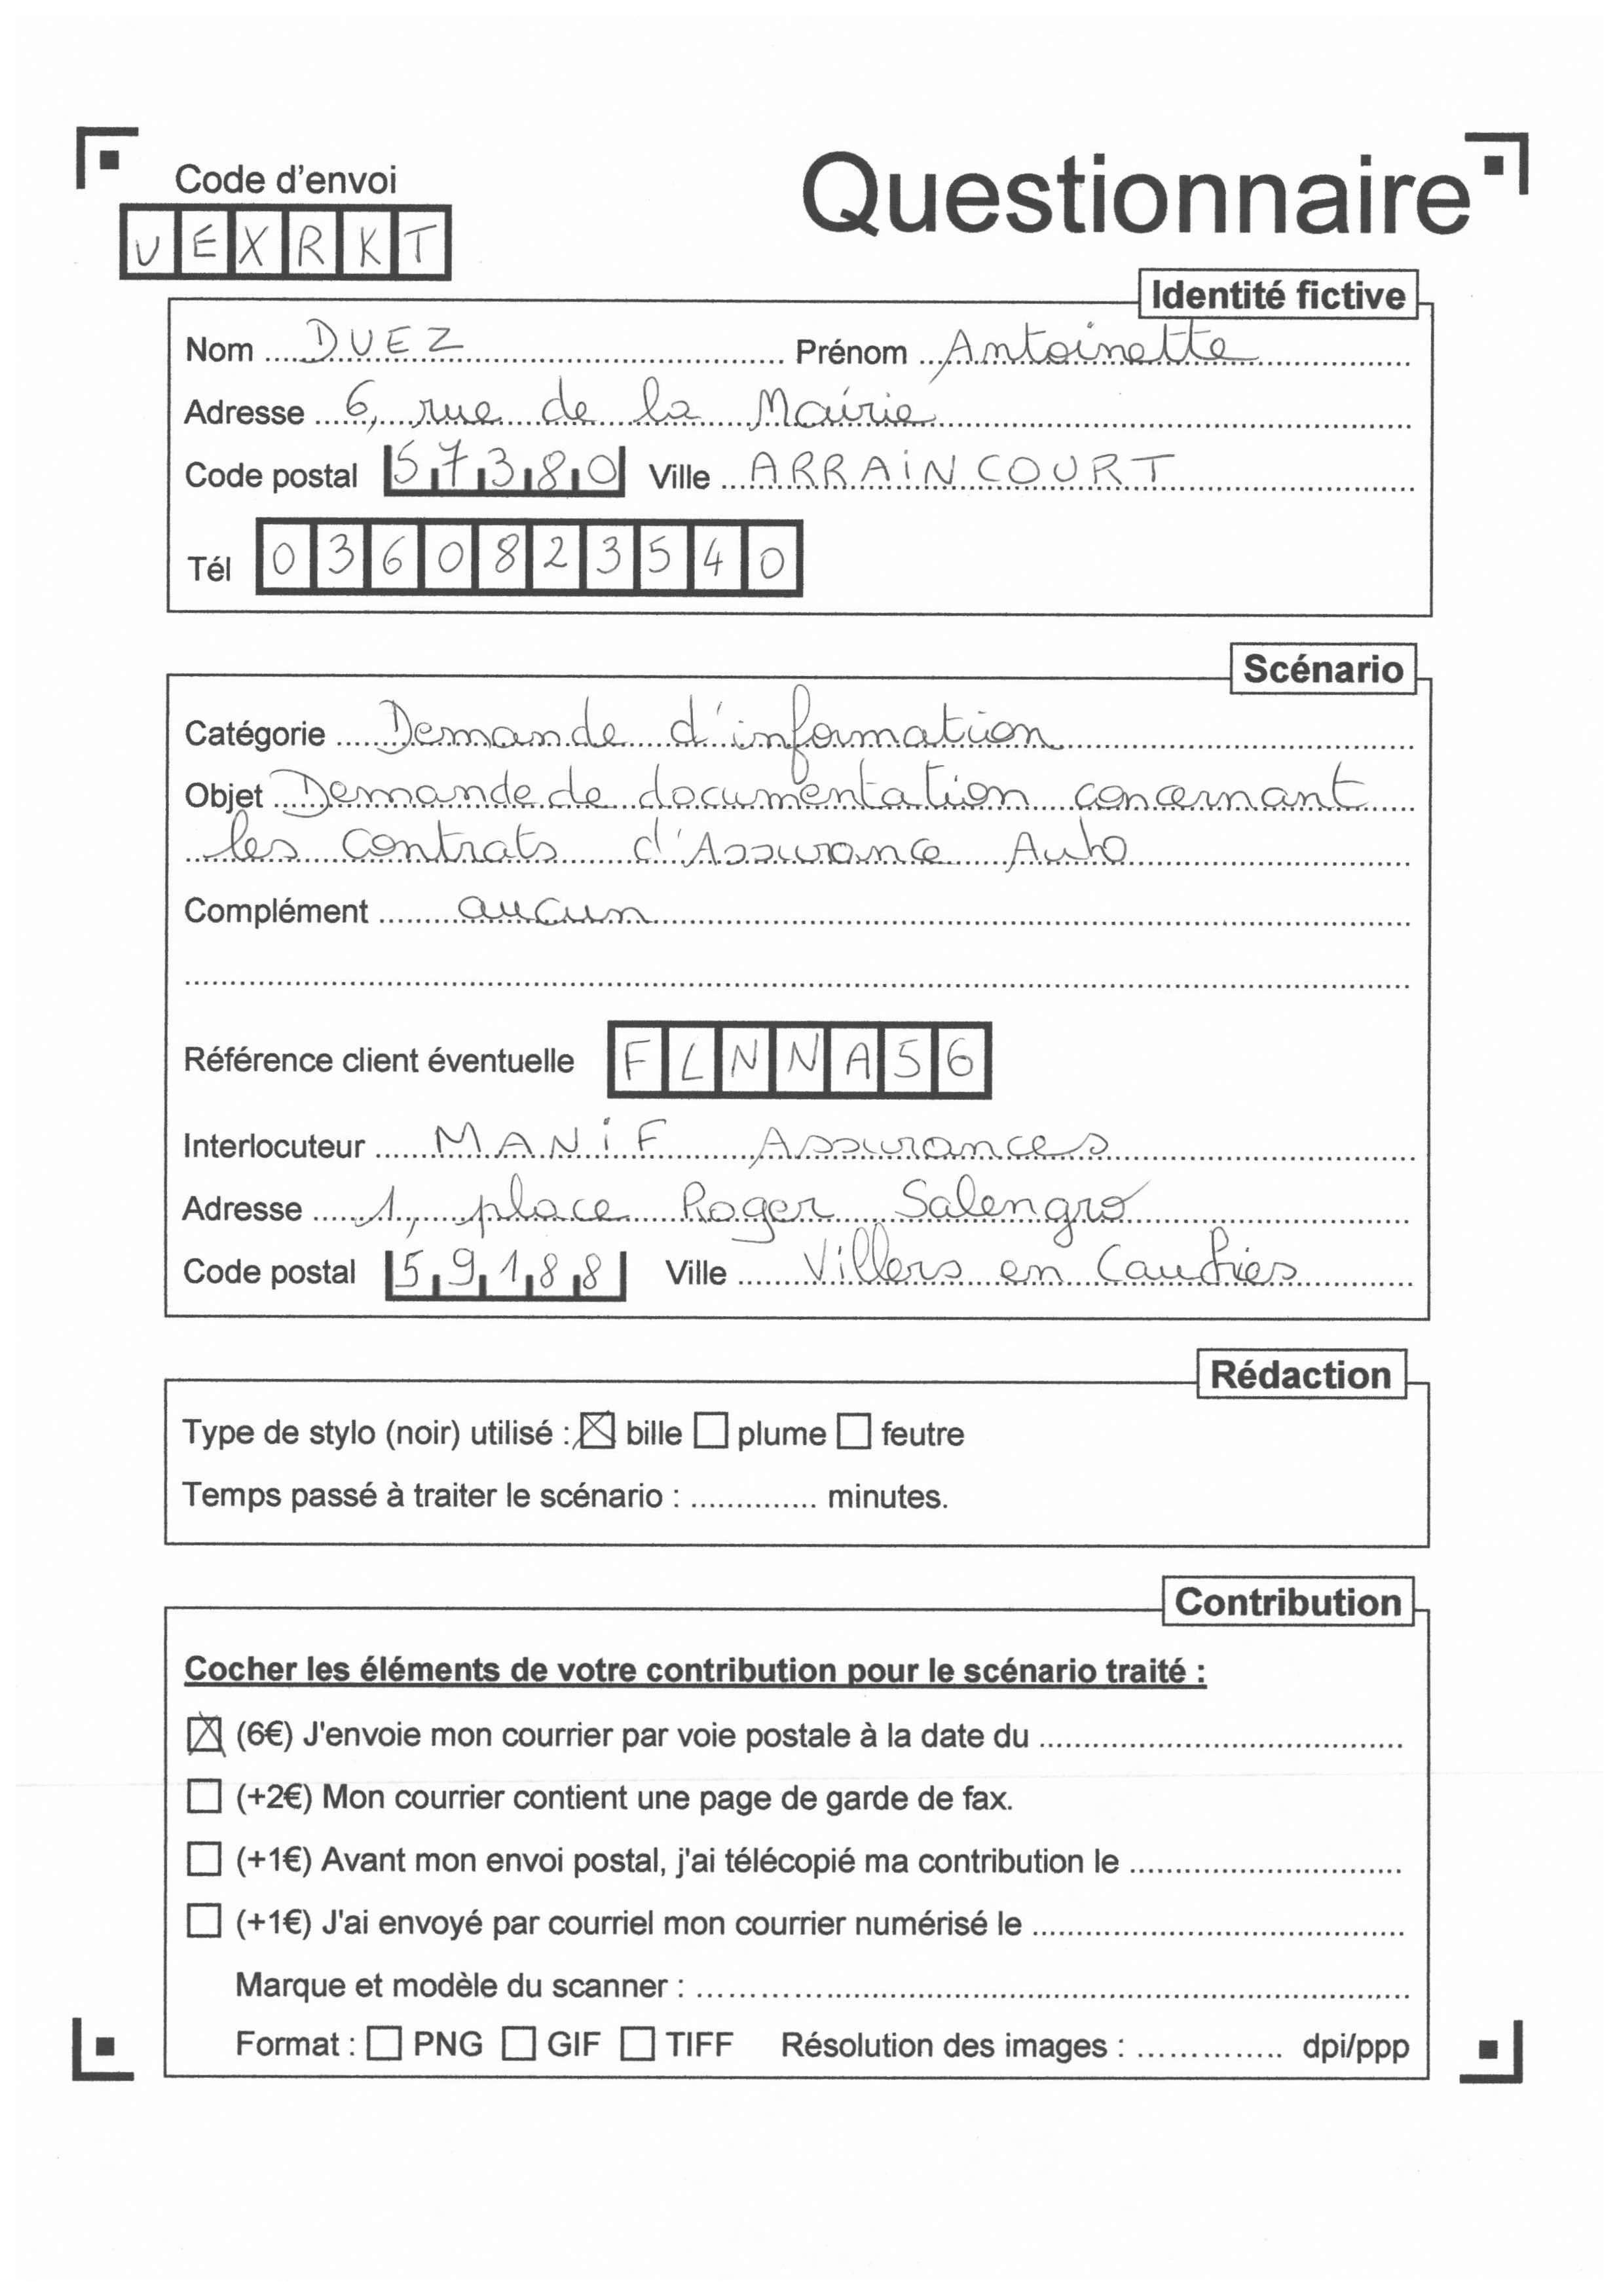 Code d'envoi
Questionnaire
VEXRKT
Identité fictive
Nom DUEZ Prénom Antoinette
Adresse 6, rue de la Mairie
Code postal 57380 Ville ARRAINCOURT
Tél 0360823540
Scénario
Catégorie Demande d'information
Objet Demande de documentation concernant
les contrats d'Assurance Auto
Complément aucun
Référence client éventuelle FLNNA56
Interlocuteur MANIF Assurances
Adresse 1, place Roger Salengro
Code postal 59188 Ville Villers en Cauchies
Rédaction
Type de stylo (noir) utilisé : bille plume feutre
Temps passé à traiter le scénario : .............. minutes.
Contribution
Cocher les éléments de votre contribution pour le scénario traité :
(6€) J'envoie mon courrier par voie postale à la date du
(+2€) Mon courrier contient une page de garde de fax.
(+1€) Avant mon envoi postal, j'ai télécopié ma contribution le
(+1€) J'ai envoyé par courriel mon courrier numérisé le
Marque et modèle du scanner :
Format : PNG GIF TIFF Résolution des images : .............. dpi/ppp